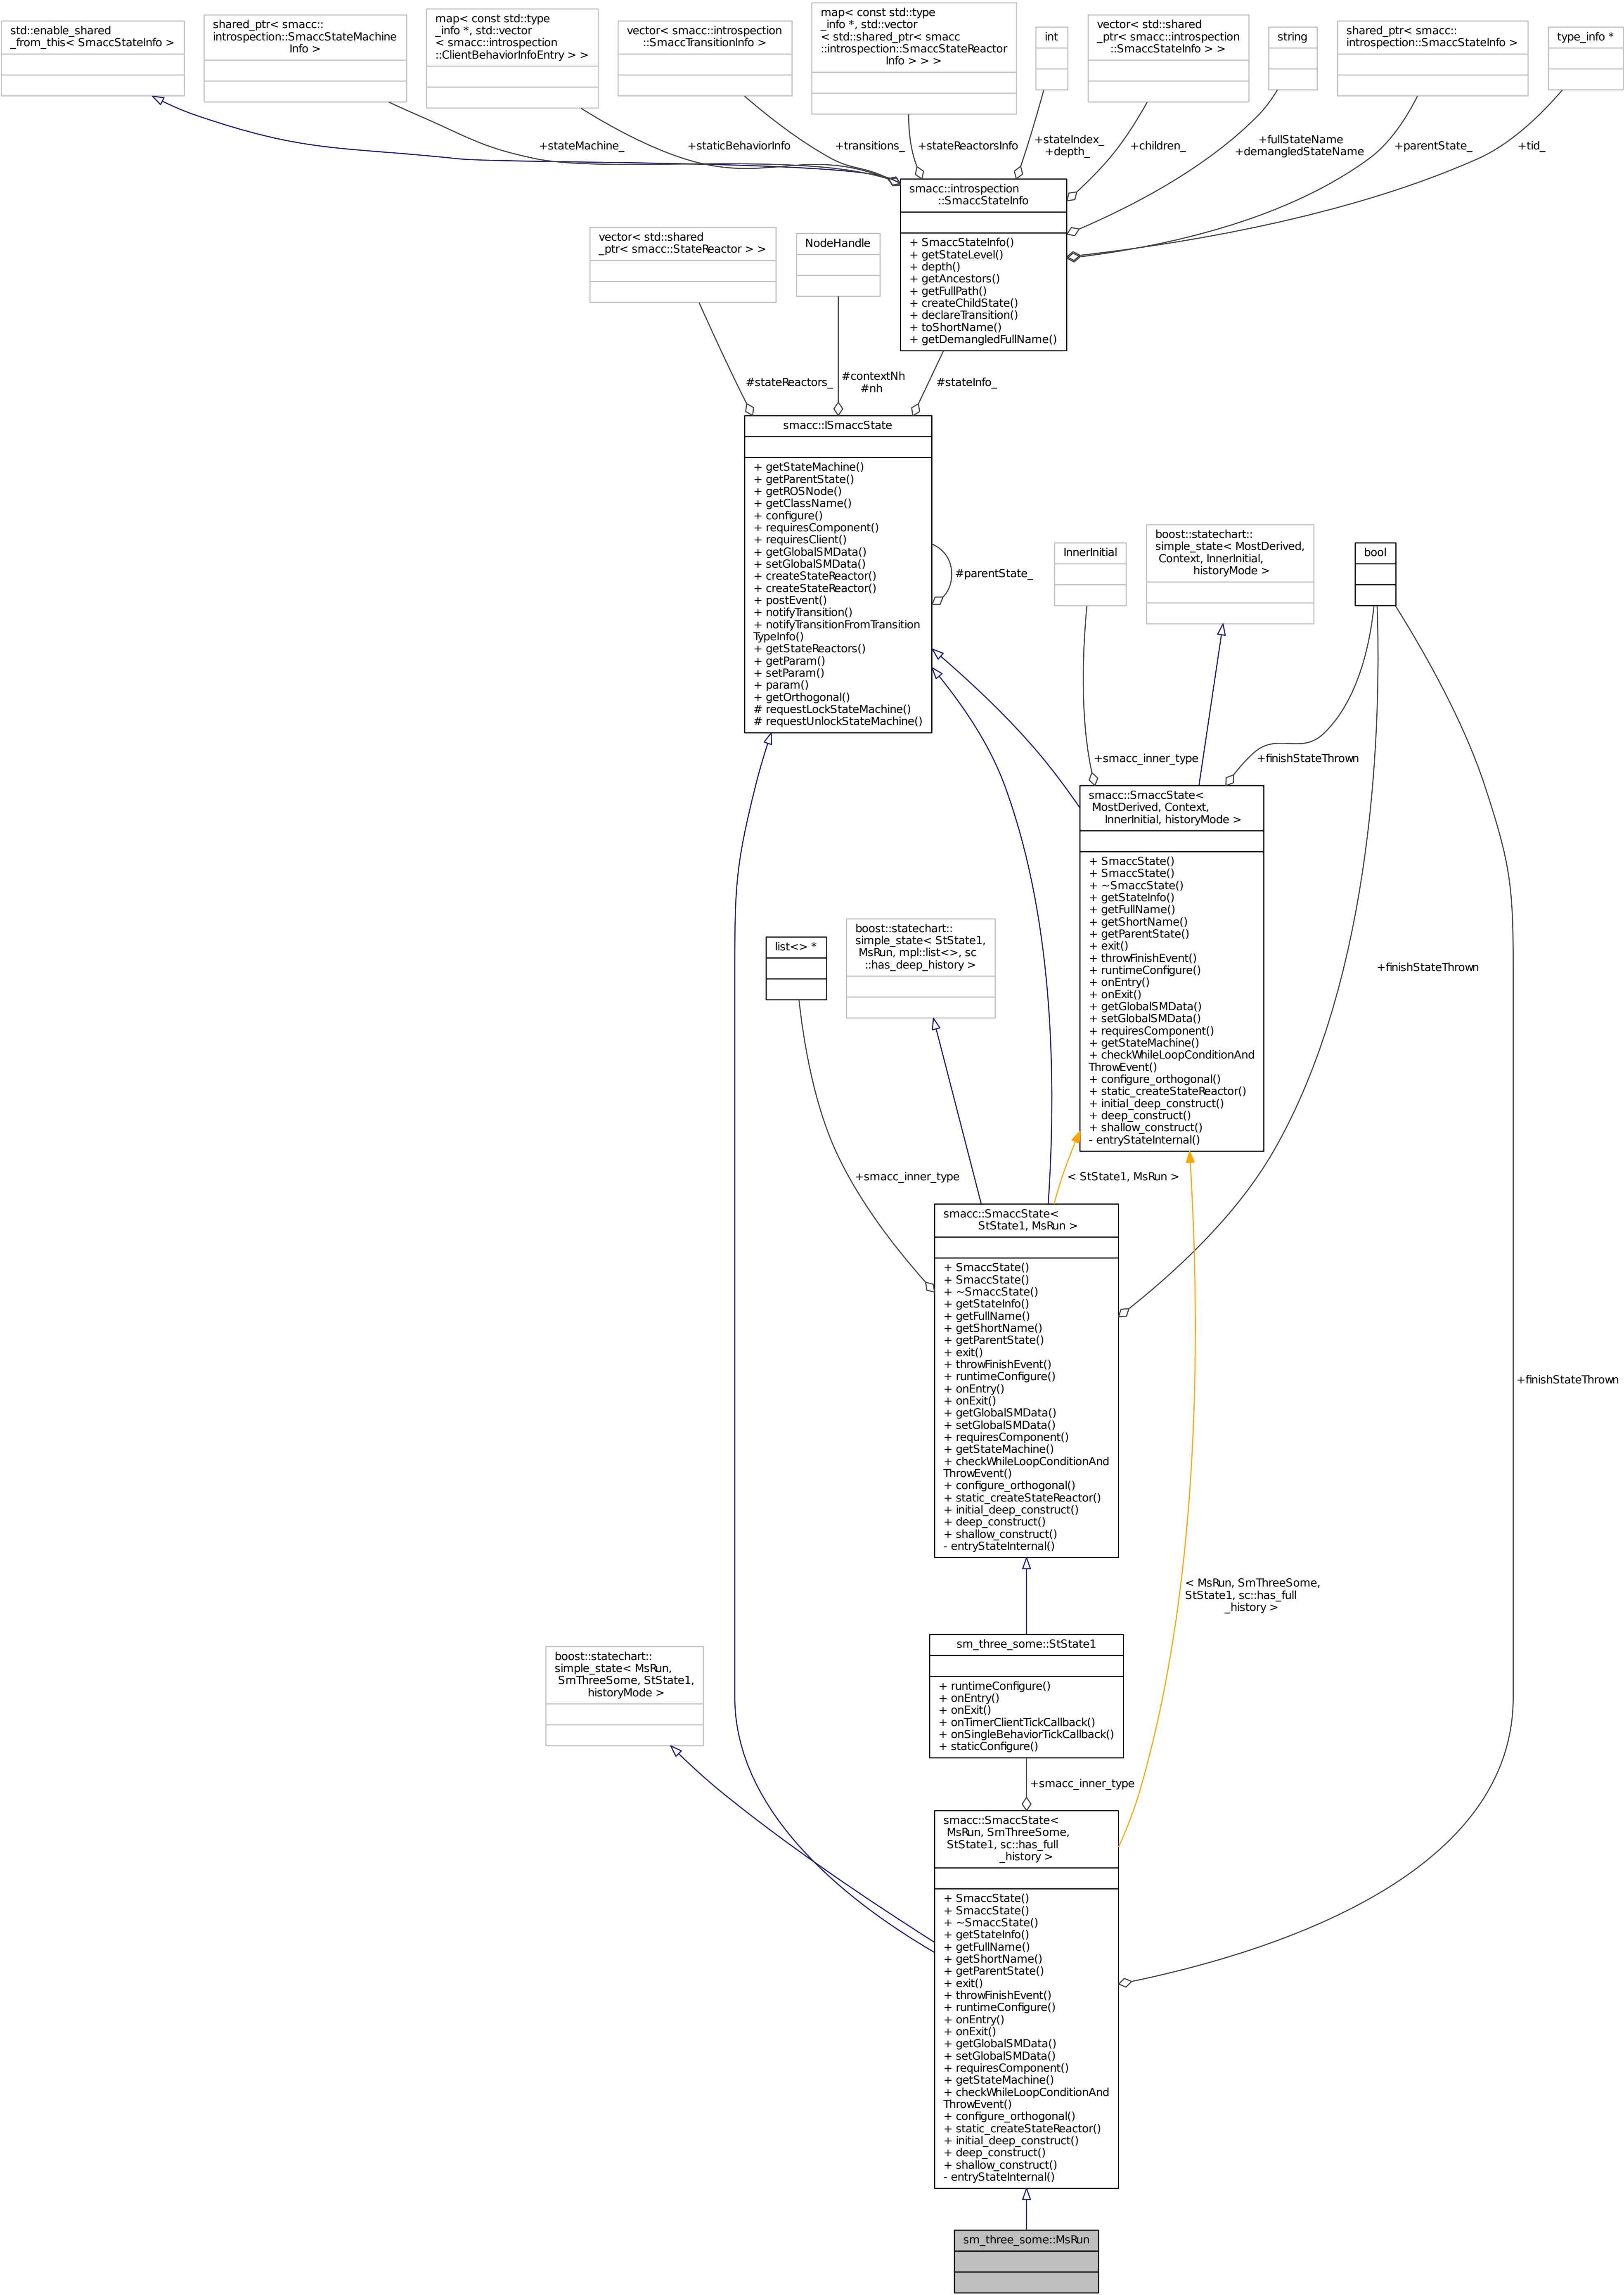 std::enable_shared
_from_this< SmaccStateInfo >
shared_ptr< smacc::
introspection::SmaccStateMachine
Info >
map< const std::type
_info *, std::vector
< smacc::introspection
::ClientBehaviorInfoEntry > >
vector< smacc::introspection
::SmaccTransitionInfo >
map< const std::type
_info *, std::vector
< std::shared_ptr< smacc
::introspection::SmaccStateReactor
Info > > >
int
vector< std::shared
_ptr< smacc::introspection
::SmaccStateInfo > >
string
shared_ptr< smacc::
introspection::SmaccStateInfo >
type_info *
+stateMachine_
+staticBehaviorInfo
+transitions_
+stateReactorsInfo
+stateIndex_
+depth_
+children_
+fullStateName
+demangledStateName
+parentState_
+tid_
smacc::introspection
::SmaccStateInfo
+ SmaccStateInfo()
+ getStateLevel()
+ depth()
+ getAncestors()
+ getFullPath()
+ createChildState()
+ declareTransition()
+ toShortName()
+ getDemangledFullName()
vector< std::shared
_ptr< smacc::StateReactor > >
NodeHandle
#stateReactors_
#contextNh
#nh
#stateInfo_
smacc::ISmaccState
+ getStateMachine()
+ getParentState()
+ getROSNode()
+ getClassName()
+ configure()
+ requiresComponent()
+ requiresClient()
+ getGlobalSMData()
+ setGlobalSMData()
+ createStateReactor()
+ createStateReactor()
+ postEvent()
+ notifyTransition()
+ notifyTransitionFromTransition
TypeInfo()
+ getStateReactors()
+ getParam()
+ setParam()
+ param()
+ getOrthogonal()
# requestLockStateMachine()
# requestUnlockStateMachine()
#parentState_
InnerInitial
boost::statechart::
simple_state< MostDerived,
Context, InnerInitial,
historyMode >
bool
+smacc_inner_type
+finishStateThrown
smacc::SmaccState<
MostDerived, Context,
InnerInitial, historyMode >
+ SmaccState()
+ SmaccState()
+ ~SmaccState()
+ getStateInfo()
+ getFullName()
+ getShortName()
+ getParentState()
+ exit()
+ throwFinishEvent()
+ runtimeConfigure()
+ onEntry()
+ onExit()
+ getGlobalSMData()
+ setGlobalSMData()
+ requiresComponent()
+ getStateMachine()
+ checkWhileLoopConditionAnd
ThrowEvent()
+ configure_orthogonal()
+ static_createStateReactor()
+ initial_deep_construct()
+ deep_construct()
+ shallow_construct()
- entryStateInternal()
list<> *
boost::statechart::
simple_state< StState1,
MsRun, mpl::list<>, sc
::has_deep_history >
+finishStateThrown
+smacc_inner_type
< StState1, MsRun >
smacc::SmaccState<
StState1, MsRun >
+ SmaccState()
+ SmaccState()
+ ~SmaccState()
+ getStateInfo()
+ getFullName()
+ getShortName()
+ getParentState()
+ exit()
+ throwFinishEvent()
+ runtimeConfigure()
+ onEntry()
+ onExit()
+ getGlobalSMData()
+ setGlobalSMData()
+ requiresComponent()
+ getStateMachine()
+ checkWhileLoopConditionAnd
ThrowEvent()
+ configure_orthogonal()
+ static_createStateReactor()
+ initial_deep_construct()
+ deep_construct()
+ shallow_construct()
- entryStateInternal()
+finishStateThrown
< MsRun, SmThreeSome,
StState1, sc::has_full
_history >
sm_three_some::StState1
+ runtimeConfigure()
+ onEntry()
+ onExit()
+ onTimerClientTickCallback()
+ onSingleBehaviorTickCallback()
+ staticConfigure()
boost::statechart::
simple_state< MsRun,
SmThreeSome, StState1,
historyMode >
+smacc_inner_type
smacc::SmaccState<
MsRun, SmThreeSome,
StState1, sc::has_full
_history >
+ SmaccState()
+ SmaccState()
+ ~SmaccState()
+ getStateInfo()
+ getFullName()
+ getShortName()
+ getParentState()
+ exit()
+ throwFinishEvent()
+ runtimeConfigure()
+ onEntry()
+ onExit()
+ getGlobalSMData()
+ setGlobalSMData()
+ requiresComponent()
+ getStateMachine()
+ checkWhileLoopConditionAnd
ThrowEvent()
+ configure_orthogonal()
+ static_createStateReactor()
+ initial_deep_construct()
+ deep_construct()
+ shallow_construct()
- entryStateInternal()
sm_three_some::MsRun